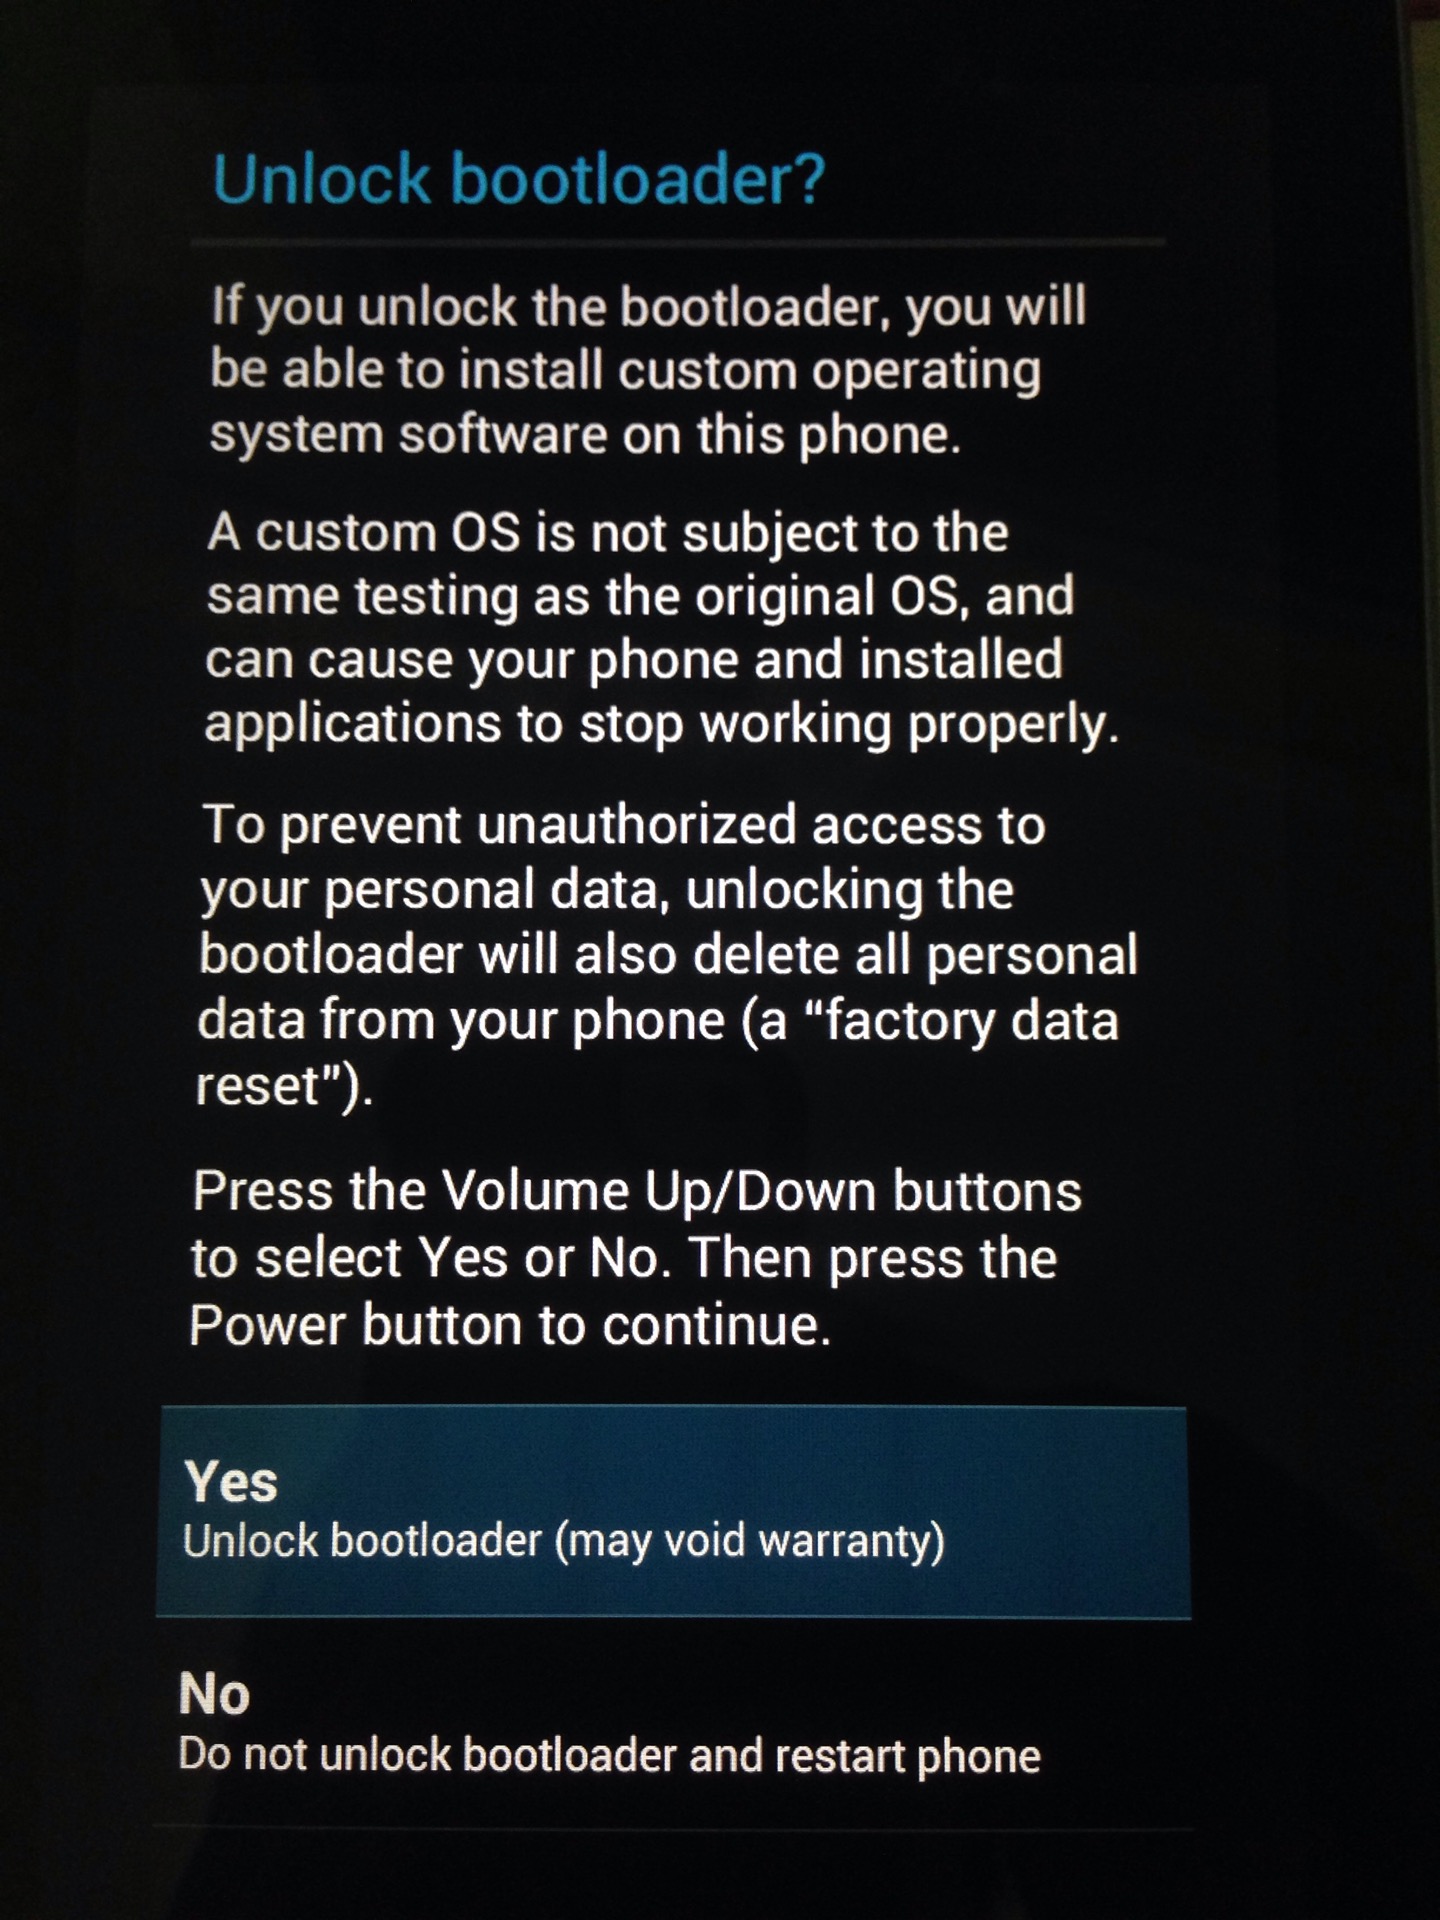 Unlock bootloader?
If you unlock the bootloader, you will
be able to install custom operating
system software on this phone.
A custom OS is not subject to the
same testing as the original OS, and
can cause your phone and installed
applications to stop working properly.
To prevent unauthorized access to
your personal data, unlocking the
bootloader will also delete all personal
data from your phone (a “factory data
reset”).
Press the Volume Up/Down buttons
to select Yes or No. Then press the
Power button to continue.
Yes
Unlock bootloader (may void warranty)
No
Do not unlock bootloader and restart phone